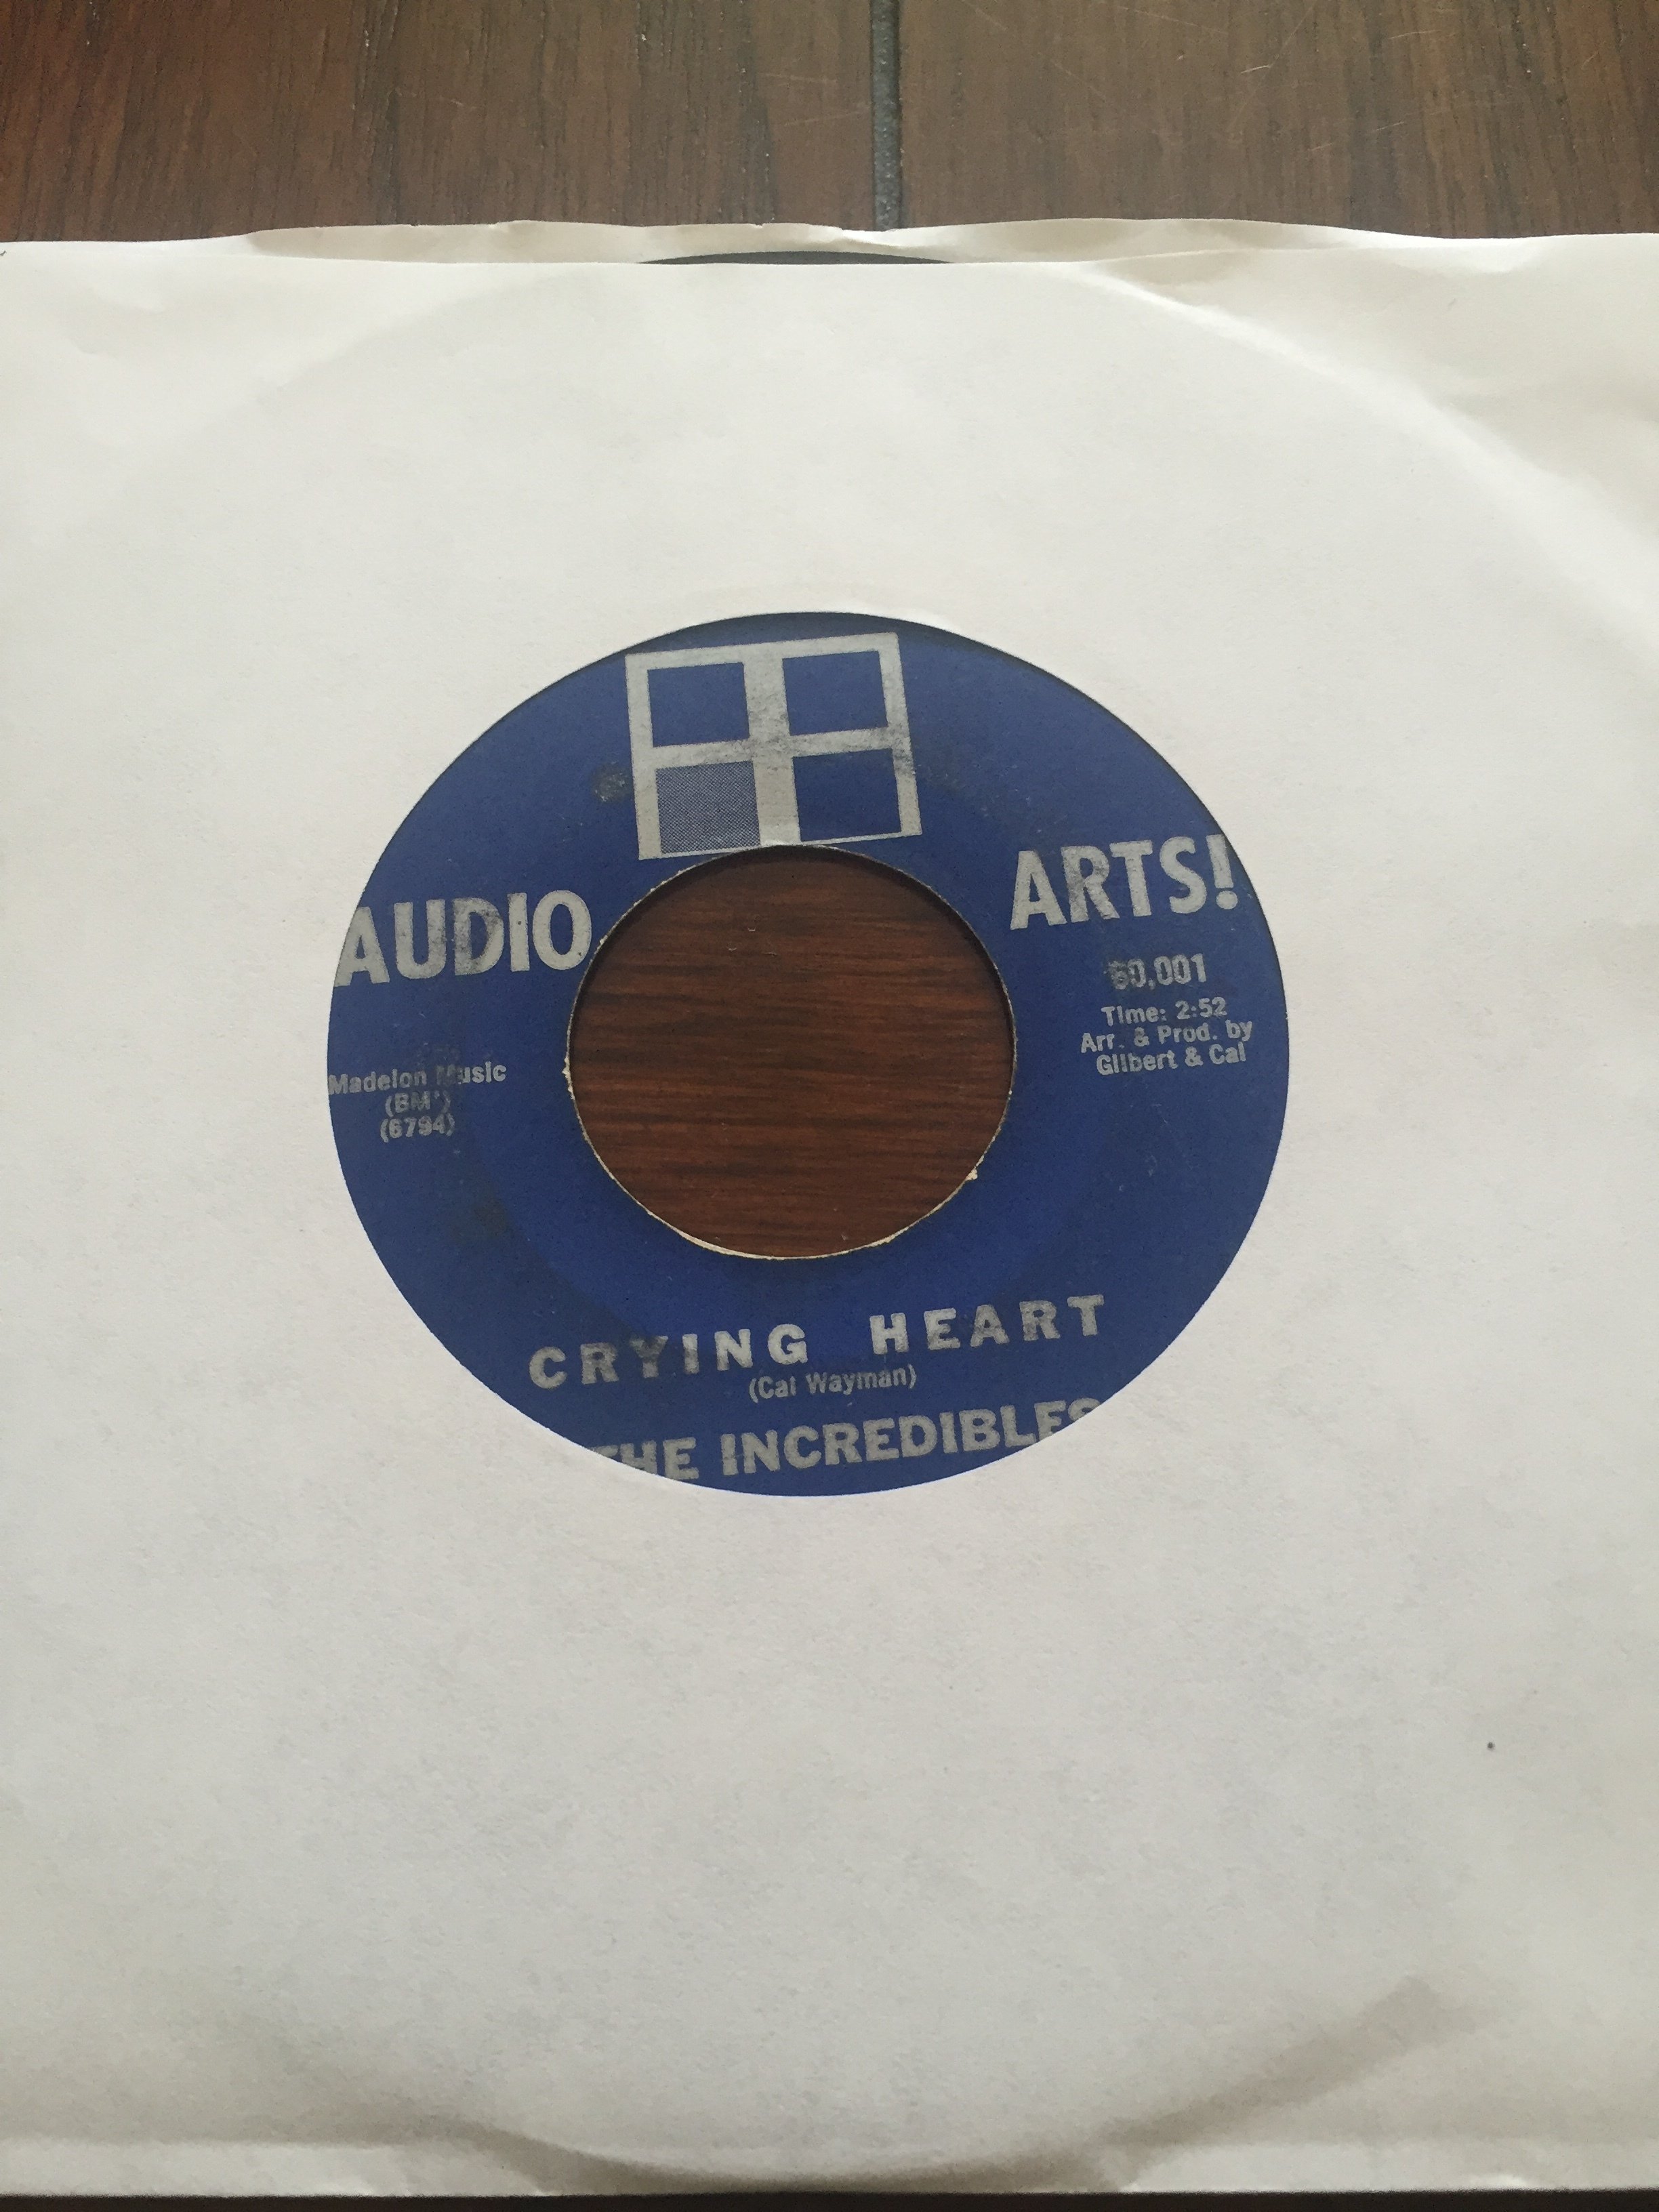 AUDIO ARTS!
60,001
Time: 2:52
Arr. & Prod. by
Gilbert & Cal
Madelon Music
(BMI)
(6794)
CRYING HEART
(Cal Wayman)
THE INCREDIBLES